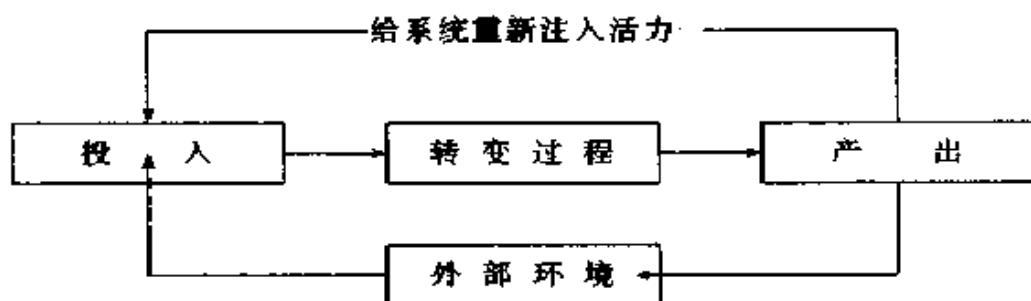 给系统重新注入活力
投入
转变过程
产出
外部环境